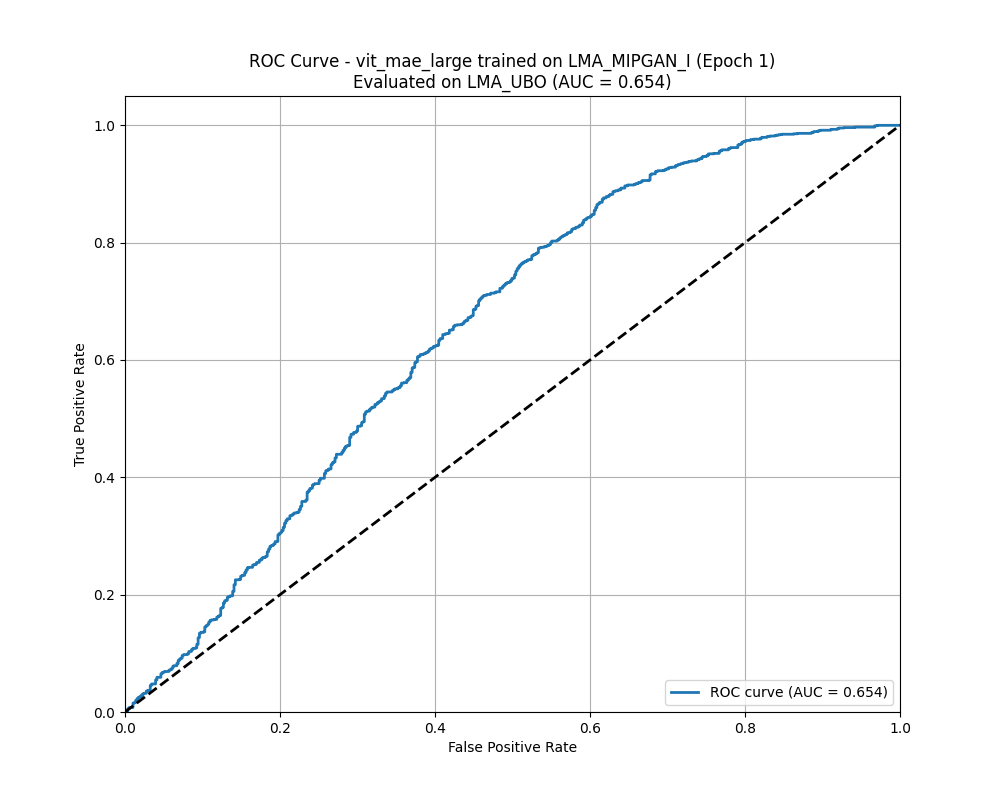 ROC Curve - vit_mae_large trained on LMA_MIPGAN_I (Epoch 1)
Evaluated on LMA_UBO (AUC = 0.654)
1.0
0.8
0.6
0.4
0.2
0.0
True Positive Rate
ROC curve (AUC = 0.654)
0.0 0.2 0.4 0.6 0.8 1.0
False Positive Rate